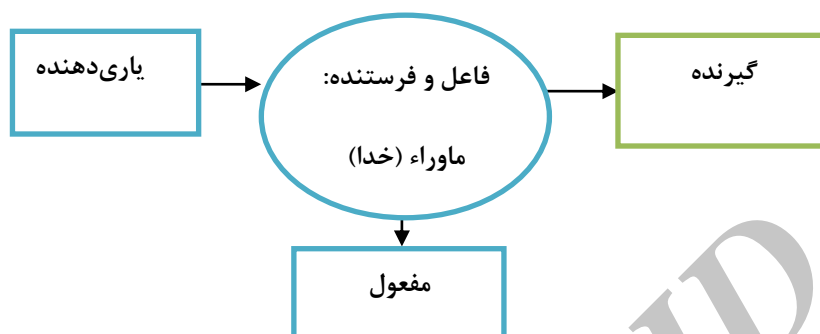 گیرنده
فاعل و فرستنده:
ماوراء (خدا)
یاری‌دهنده
مفعول